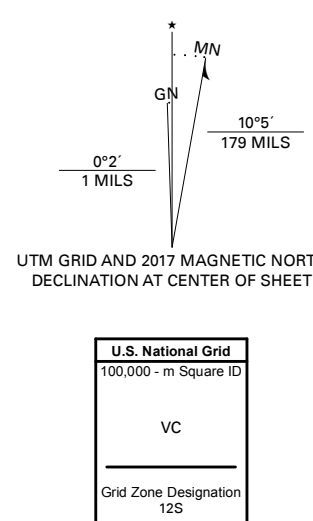 ★
MN
GN
10°5´
179 MILS
0°2´
1 MILS
UTM GRID AND 2017 MAGNETIC NORT
DECLINATION AT CENTER OF SHEET
U.S. National Grid
100,000 - m Square ID
VC
Grid Zone Designation
12S